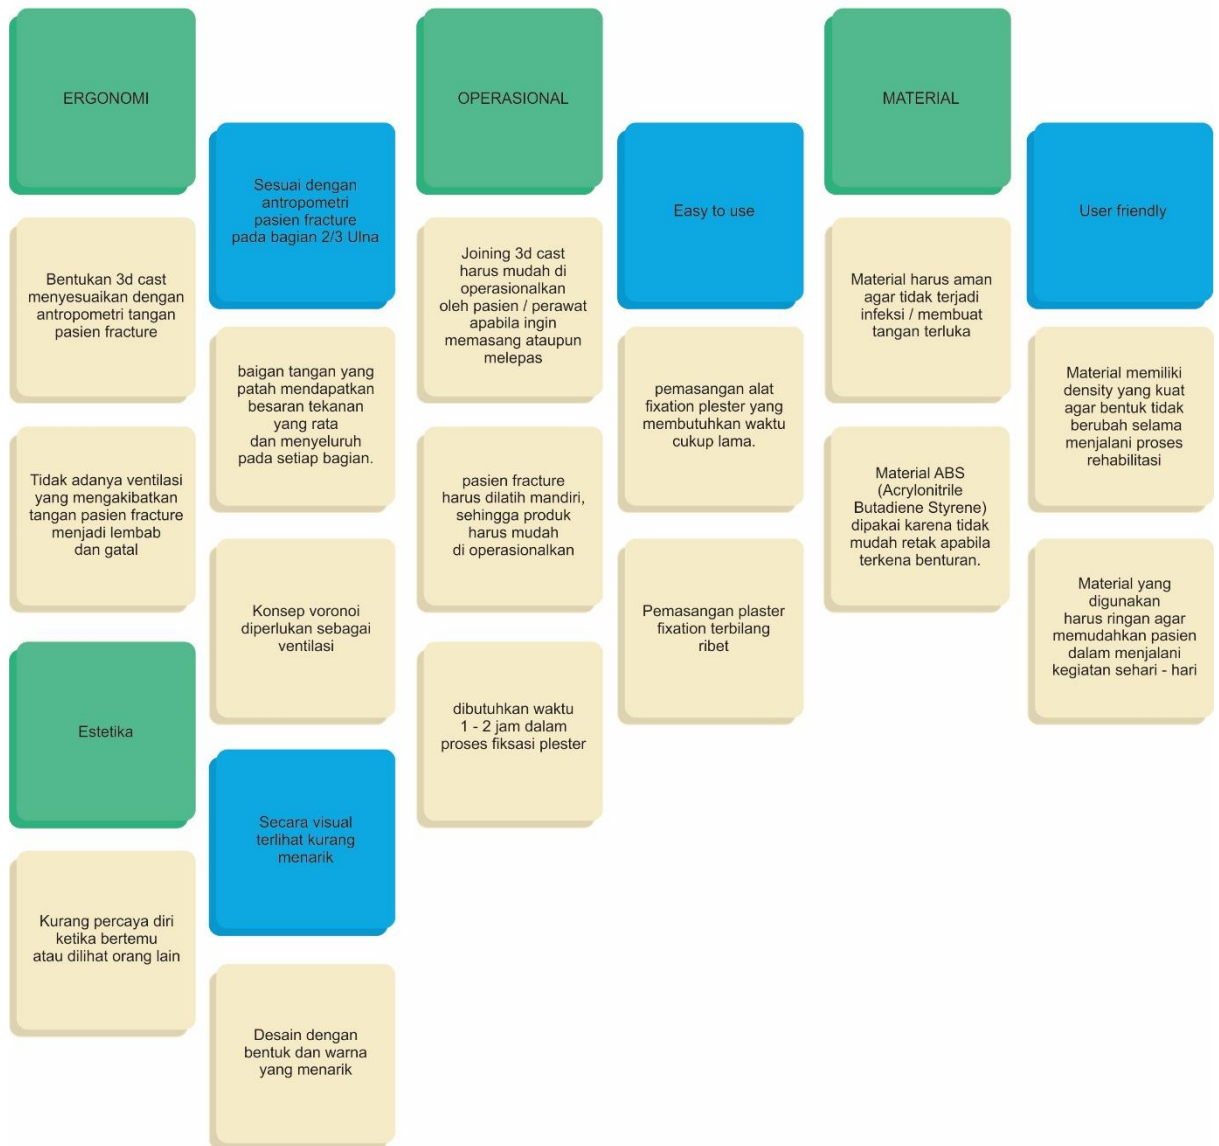 ERGONOMI
Sesuai dengan
antropometri
pasien fracture
pada bagian 2/3 Ulna
Bentukan 3d cast
menyesuaikan dengan
antropometri tangan
pasien fracture
baigan tangan yang
patah mendapatkan
besaran tekanan
yang rata
dan menyeluruh
pada setiap bagian.
Tidak adanya ventilasi
yang mengakibatkan
tangan pasien fracture
menjadi lembab
dan gatal
Konsep voronoi
diperlukan sebagai
ventilasi
Estetika
Secara visual
terlihat kurang
menarik
Kurang percaya diri
ketika bertemu
atau dilihat orang lain
Desain dengan
bentuk dan warna
yang menarik
OPERASIONAL
Easy to use
Joining 3d cast
harus mudah di
operasionalkan
oleh pasien / perawat
apabila ingin
memasang ataupun
melepas
pemasangan alat
fixation plester yang
membutuhkan waktu
cukup lama.
pasien fracture
harus dilatih mandiri,
sehingga produk
harus mudah
di operasionalkan
Pemasangan plaster
fixation terbilang
ribet
dibutuhkan waktu
1 - 2 jam dalam
proses fiksasi plester
MATERIAL
User friendly
Material harus aman
agar tidak terjadi
infeksi / membuat
tangan terluka
Material memiliki
density yang kuat
agar bentuk tidak
berubah selama
menjalani proses
rehabilitasi
Material ABS
(Acrylonitrile
Butadiene Styrene)
dipakai karena tidak
mudah retak apabila
terkena benturan.
Material yang
digunakan
harus ringan agar
memudahkan pasien
dalam menjalani
kegiatan sehari - hari